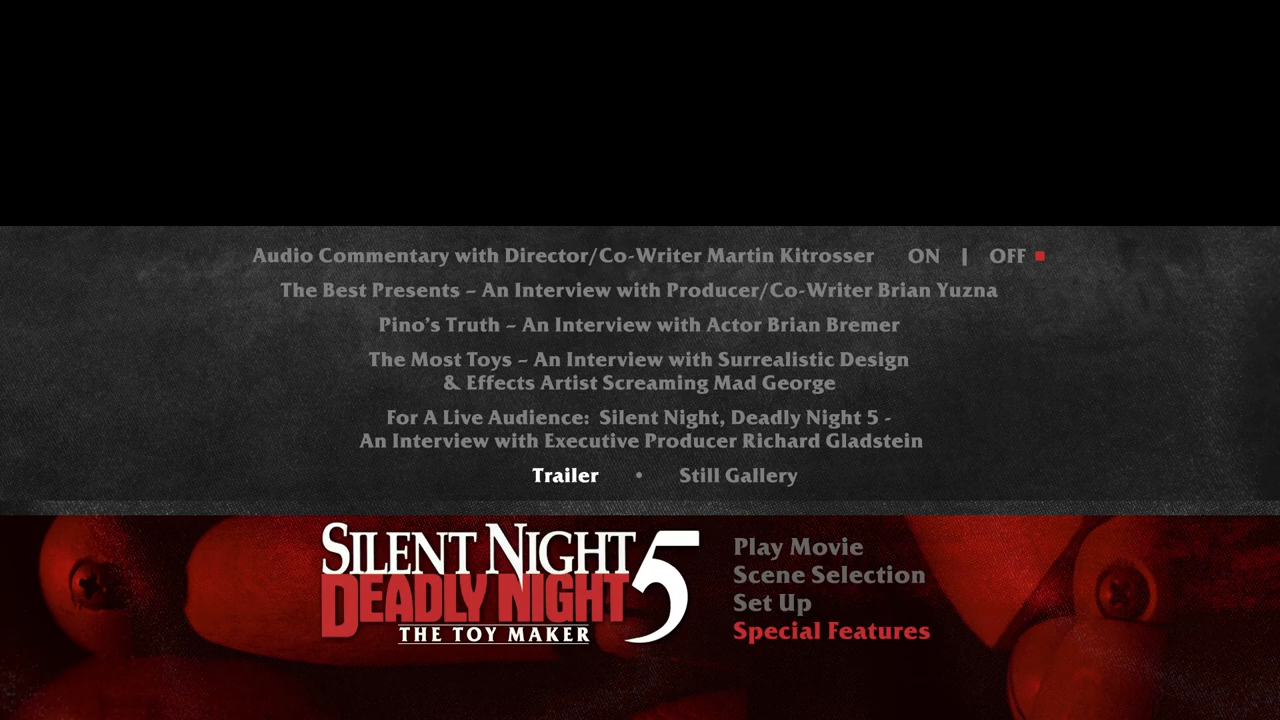 Audio Commentary with Director/Co-Writer Martin Kitrosser ON | OFF
The Best Presents – An Interview with Producer/Co-Writer Brian Yuzna
Pino's Truth – An Interview with Actor Brian Bremer
The Most Toys – An Interview with Surrealistic Design
& Effects Artist Screaming Mad George
For A Live Audience: Silent Night, Deadly Night 5 -
An Interview with Executive Producer Richard Gladstein
Trailer • Still Gallery
SILENT NIGHT
DEADLY NIGHT 5
THE TOY MAKER
Play Movie
Scene Selection
Set Up
Special Features